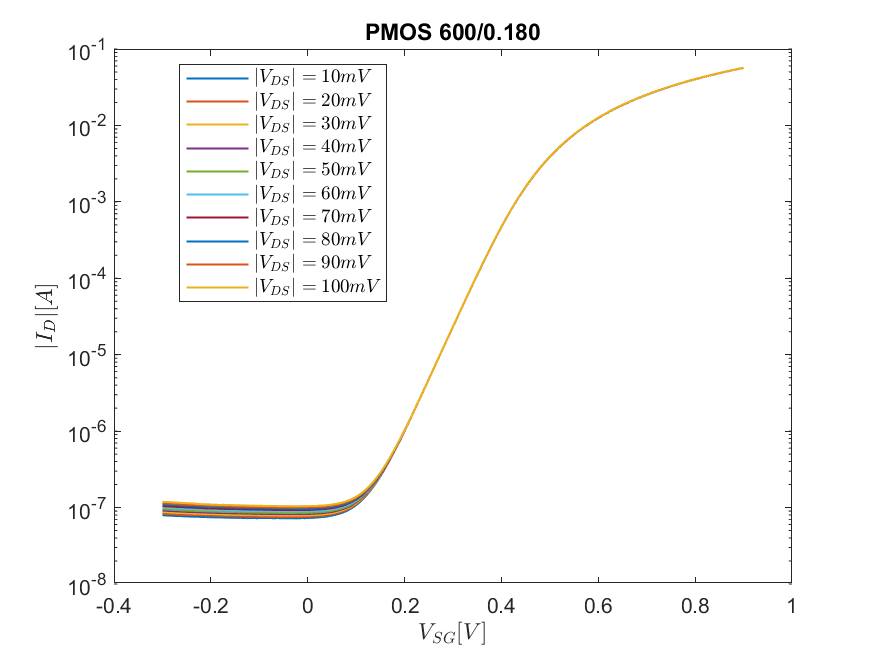 PMOS 600/0.180
|V_DS| = 10mV
|V_DS| = 20mV
|V_DS| = 30mV
|V_DS| = 40mV
|V_DS| = 50mV
|V_DS| = 60mV
|V_DS| = 70mV
|V_DS| = 80mV
|V_DS| = 90mV
|V_DS| = 100mV
|I_D|[A]
10^-1
10^-2
10^-3
10^-4
10^-5
10^-6
10^-7
10^-8
-0.4 -0.2 0 0.2 0.4 0.6 0.8 1
V_SG[V]